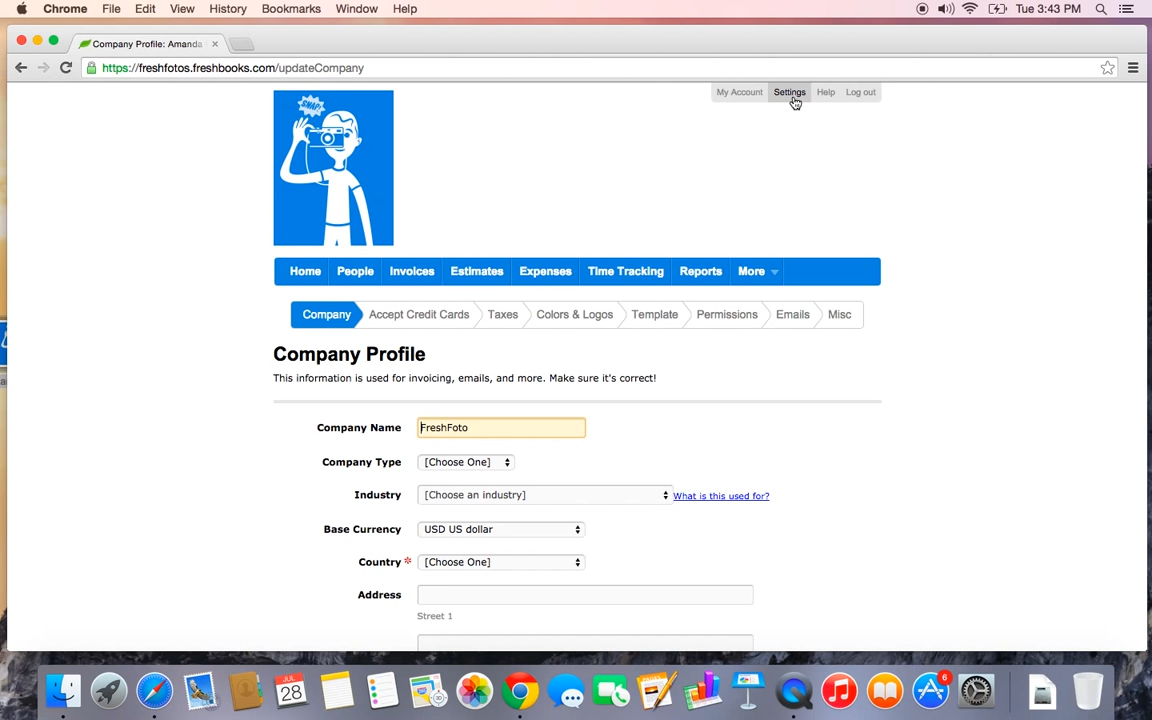 Chrome File Edit View History Bookmarks Window Help Tue 3:43 PM
Company Profile: Amanda
https://freshfotos.freshbooks.com/updateCompany
My Account Settings Help Log out
SNAP!
Home People Invoices Estimates Expenses Time Tracking Reports More
Company Accept Credit Cards Taxes Colors & Logos Template Permissions Emails Misc
Company Profile
This information is used for invoicing, emails, and more. Make sure it's correct!
Company Name FreshFoto
Company Type [Choose One]
Industry [Choose an industry] What is this used for?
Base Currency USD US dollar
Country * [Choose One]
Address
Street 1
JUL
28
6